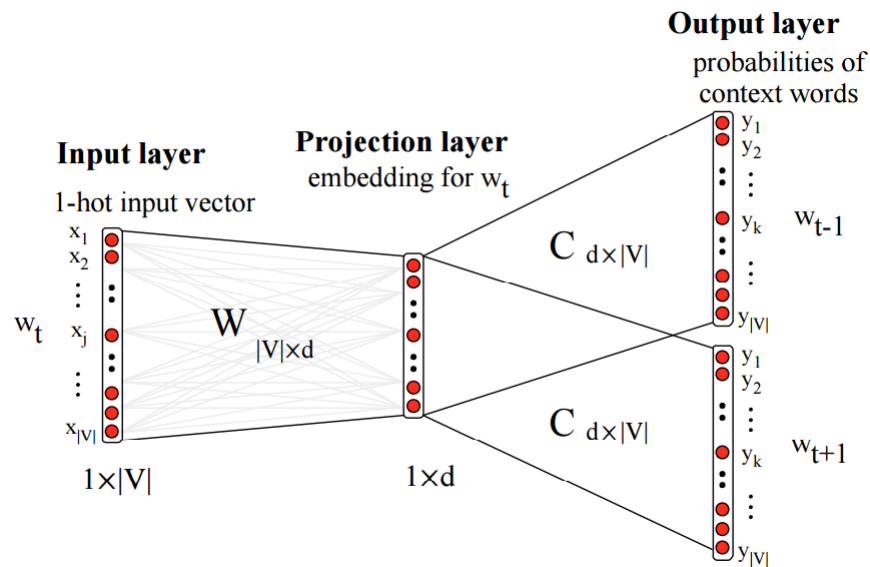 Input layer
1-hot input vector
x1
x2
xj
x|V|
wt
1×|V|
W |V|×d
Projection layer
embedding for wt
1×d
C d×|V|
C d×|V|
Output layer
probabilities of
context words
y1
y2
yk
y|V|
wt-1
y1
y2
yk
y|V|
wt+1